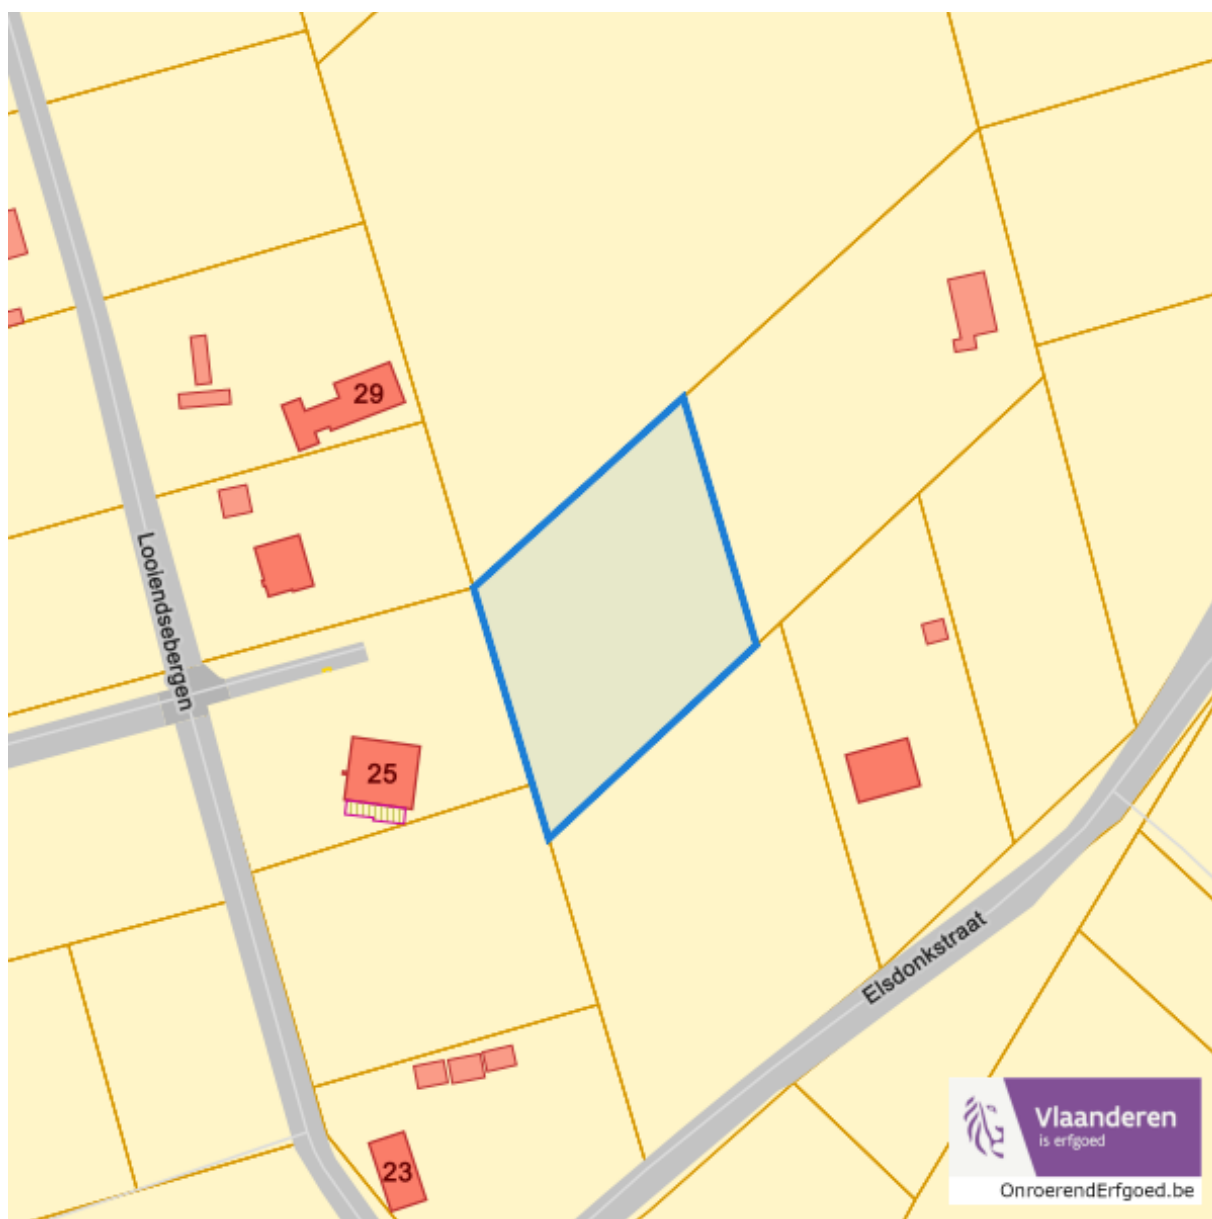 29
Looiendsebergen
25
Elsdonkstraat
23
Vlaanderen
is erfgoed
OnroerendErfgoed.be